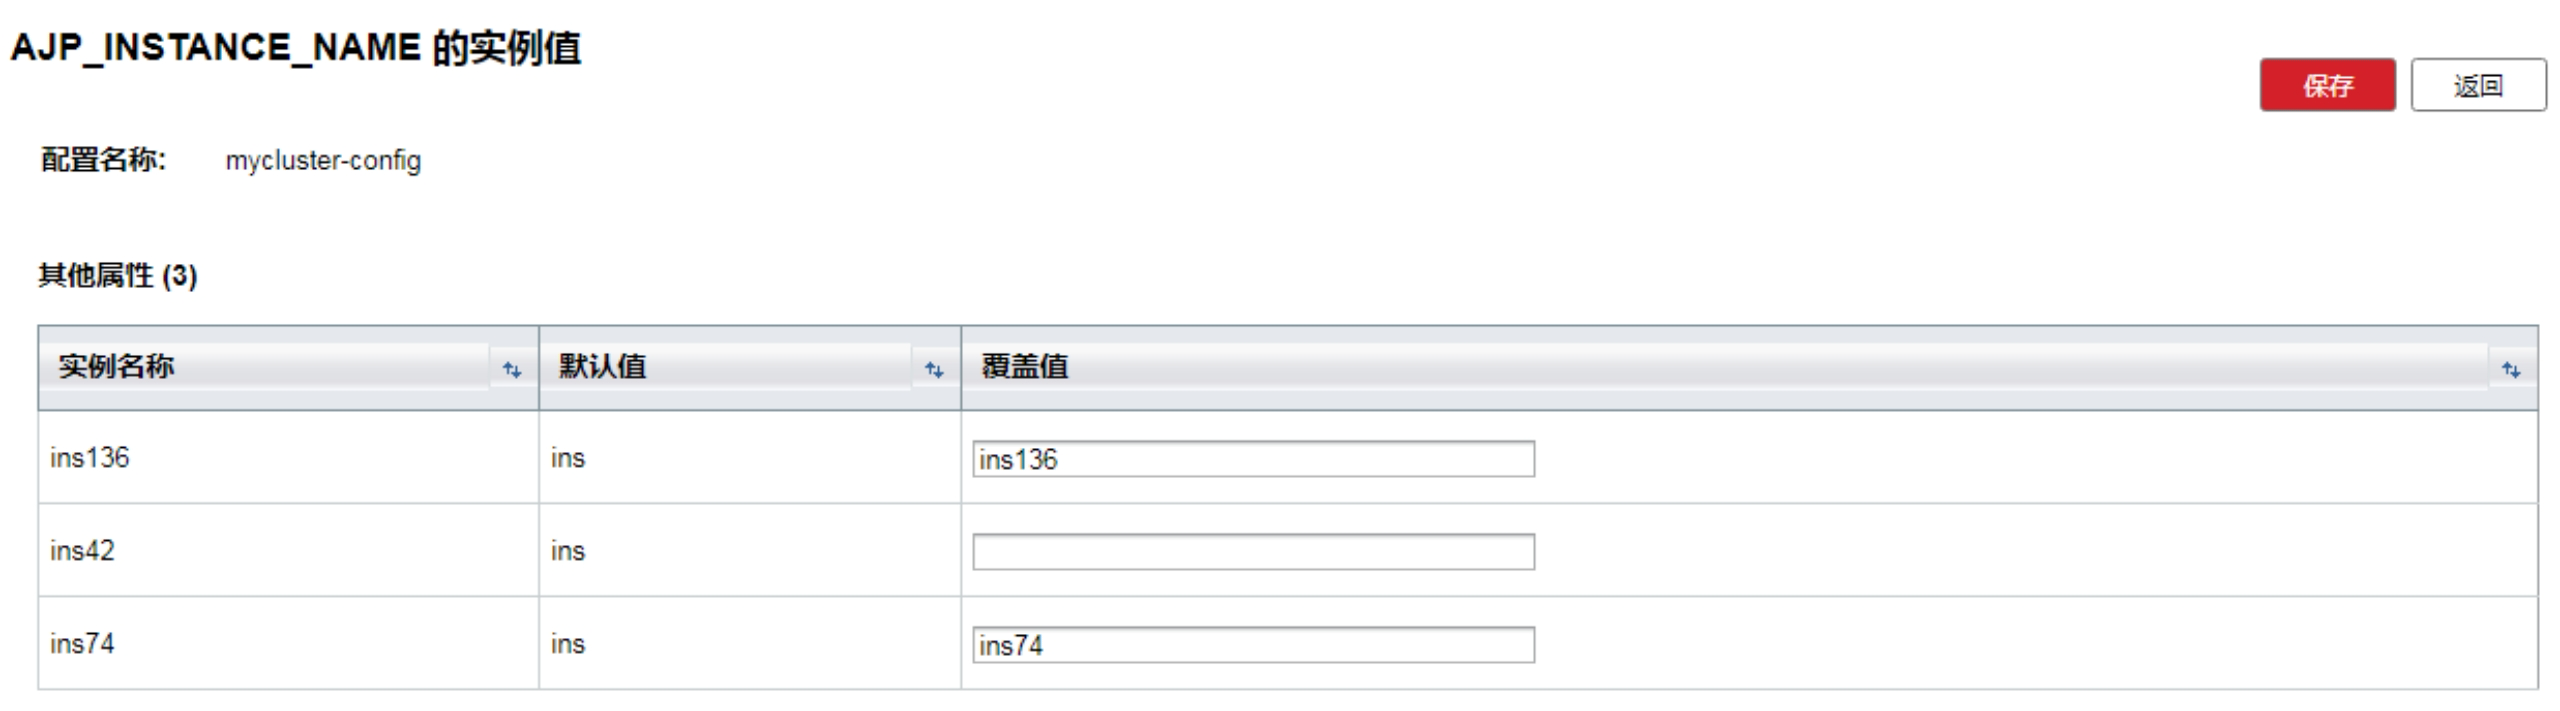 AJP_INSTANCE_NAME 的实例值
保存 返回
配置名称: mycluster-config
其他属性 (3)
实例名称 默认值 覆盖值
ins136 ins ins136
ins42 ins
ins74 ins ins74